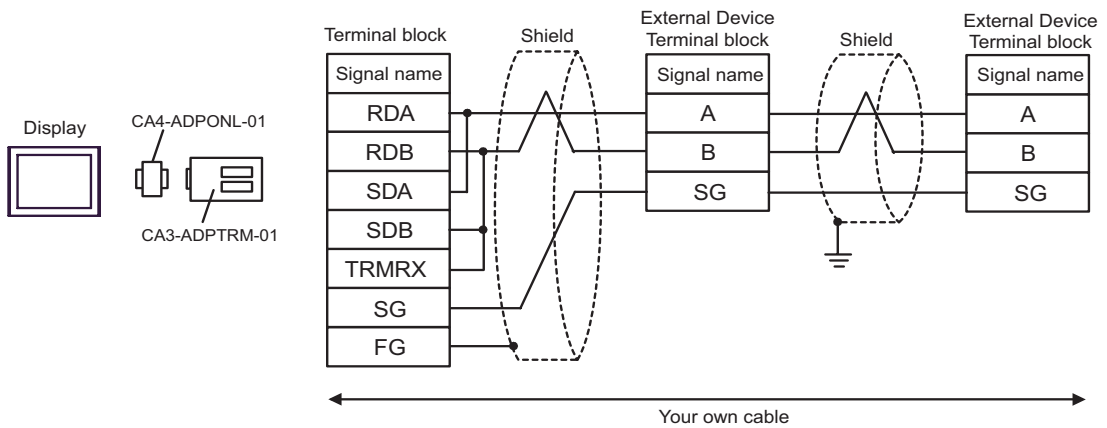 Display
CA4-ADPONL-01
CA3-ADPTRM-01
Terminal block
Signal name
RDA
RDB
SDA
SDB
TRMRX
SG
FG
Shield
External Device
Terminal block
Signal name
A
B
SG
Shield
External Device
Terminal block
Signal name
A
B
SG
Your own cable